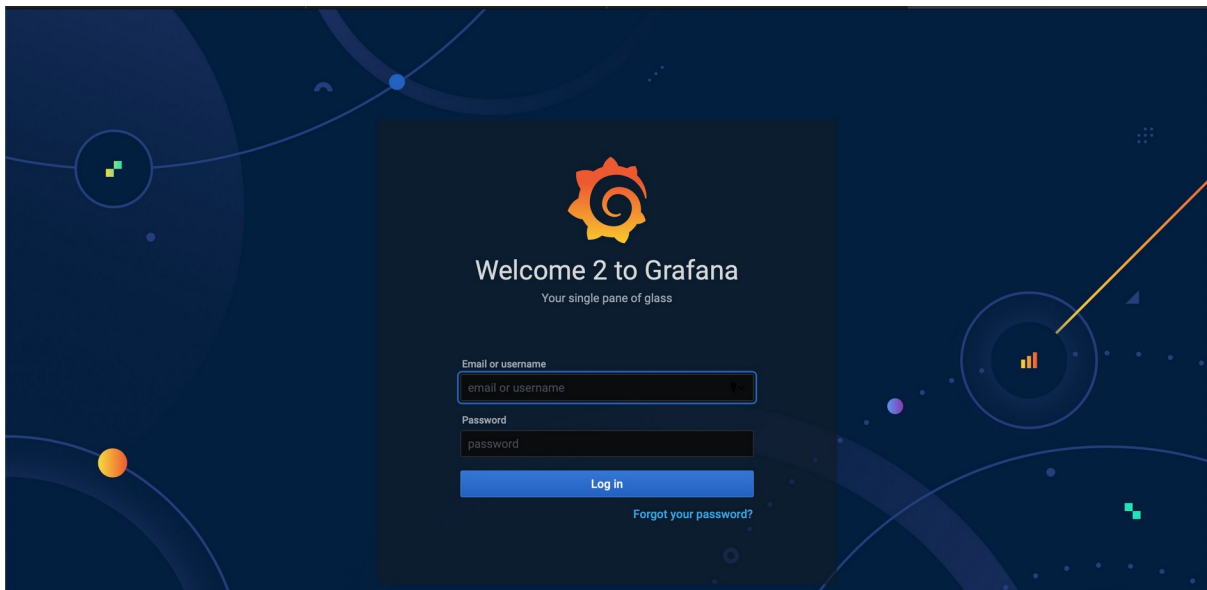 Welcome 2 to Grafana
Your single pane of glass
Email or username
email or username
Password
password
Log in
Forgot your password?